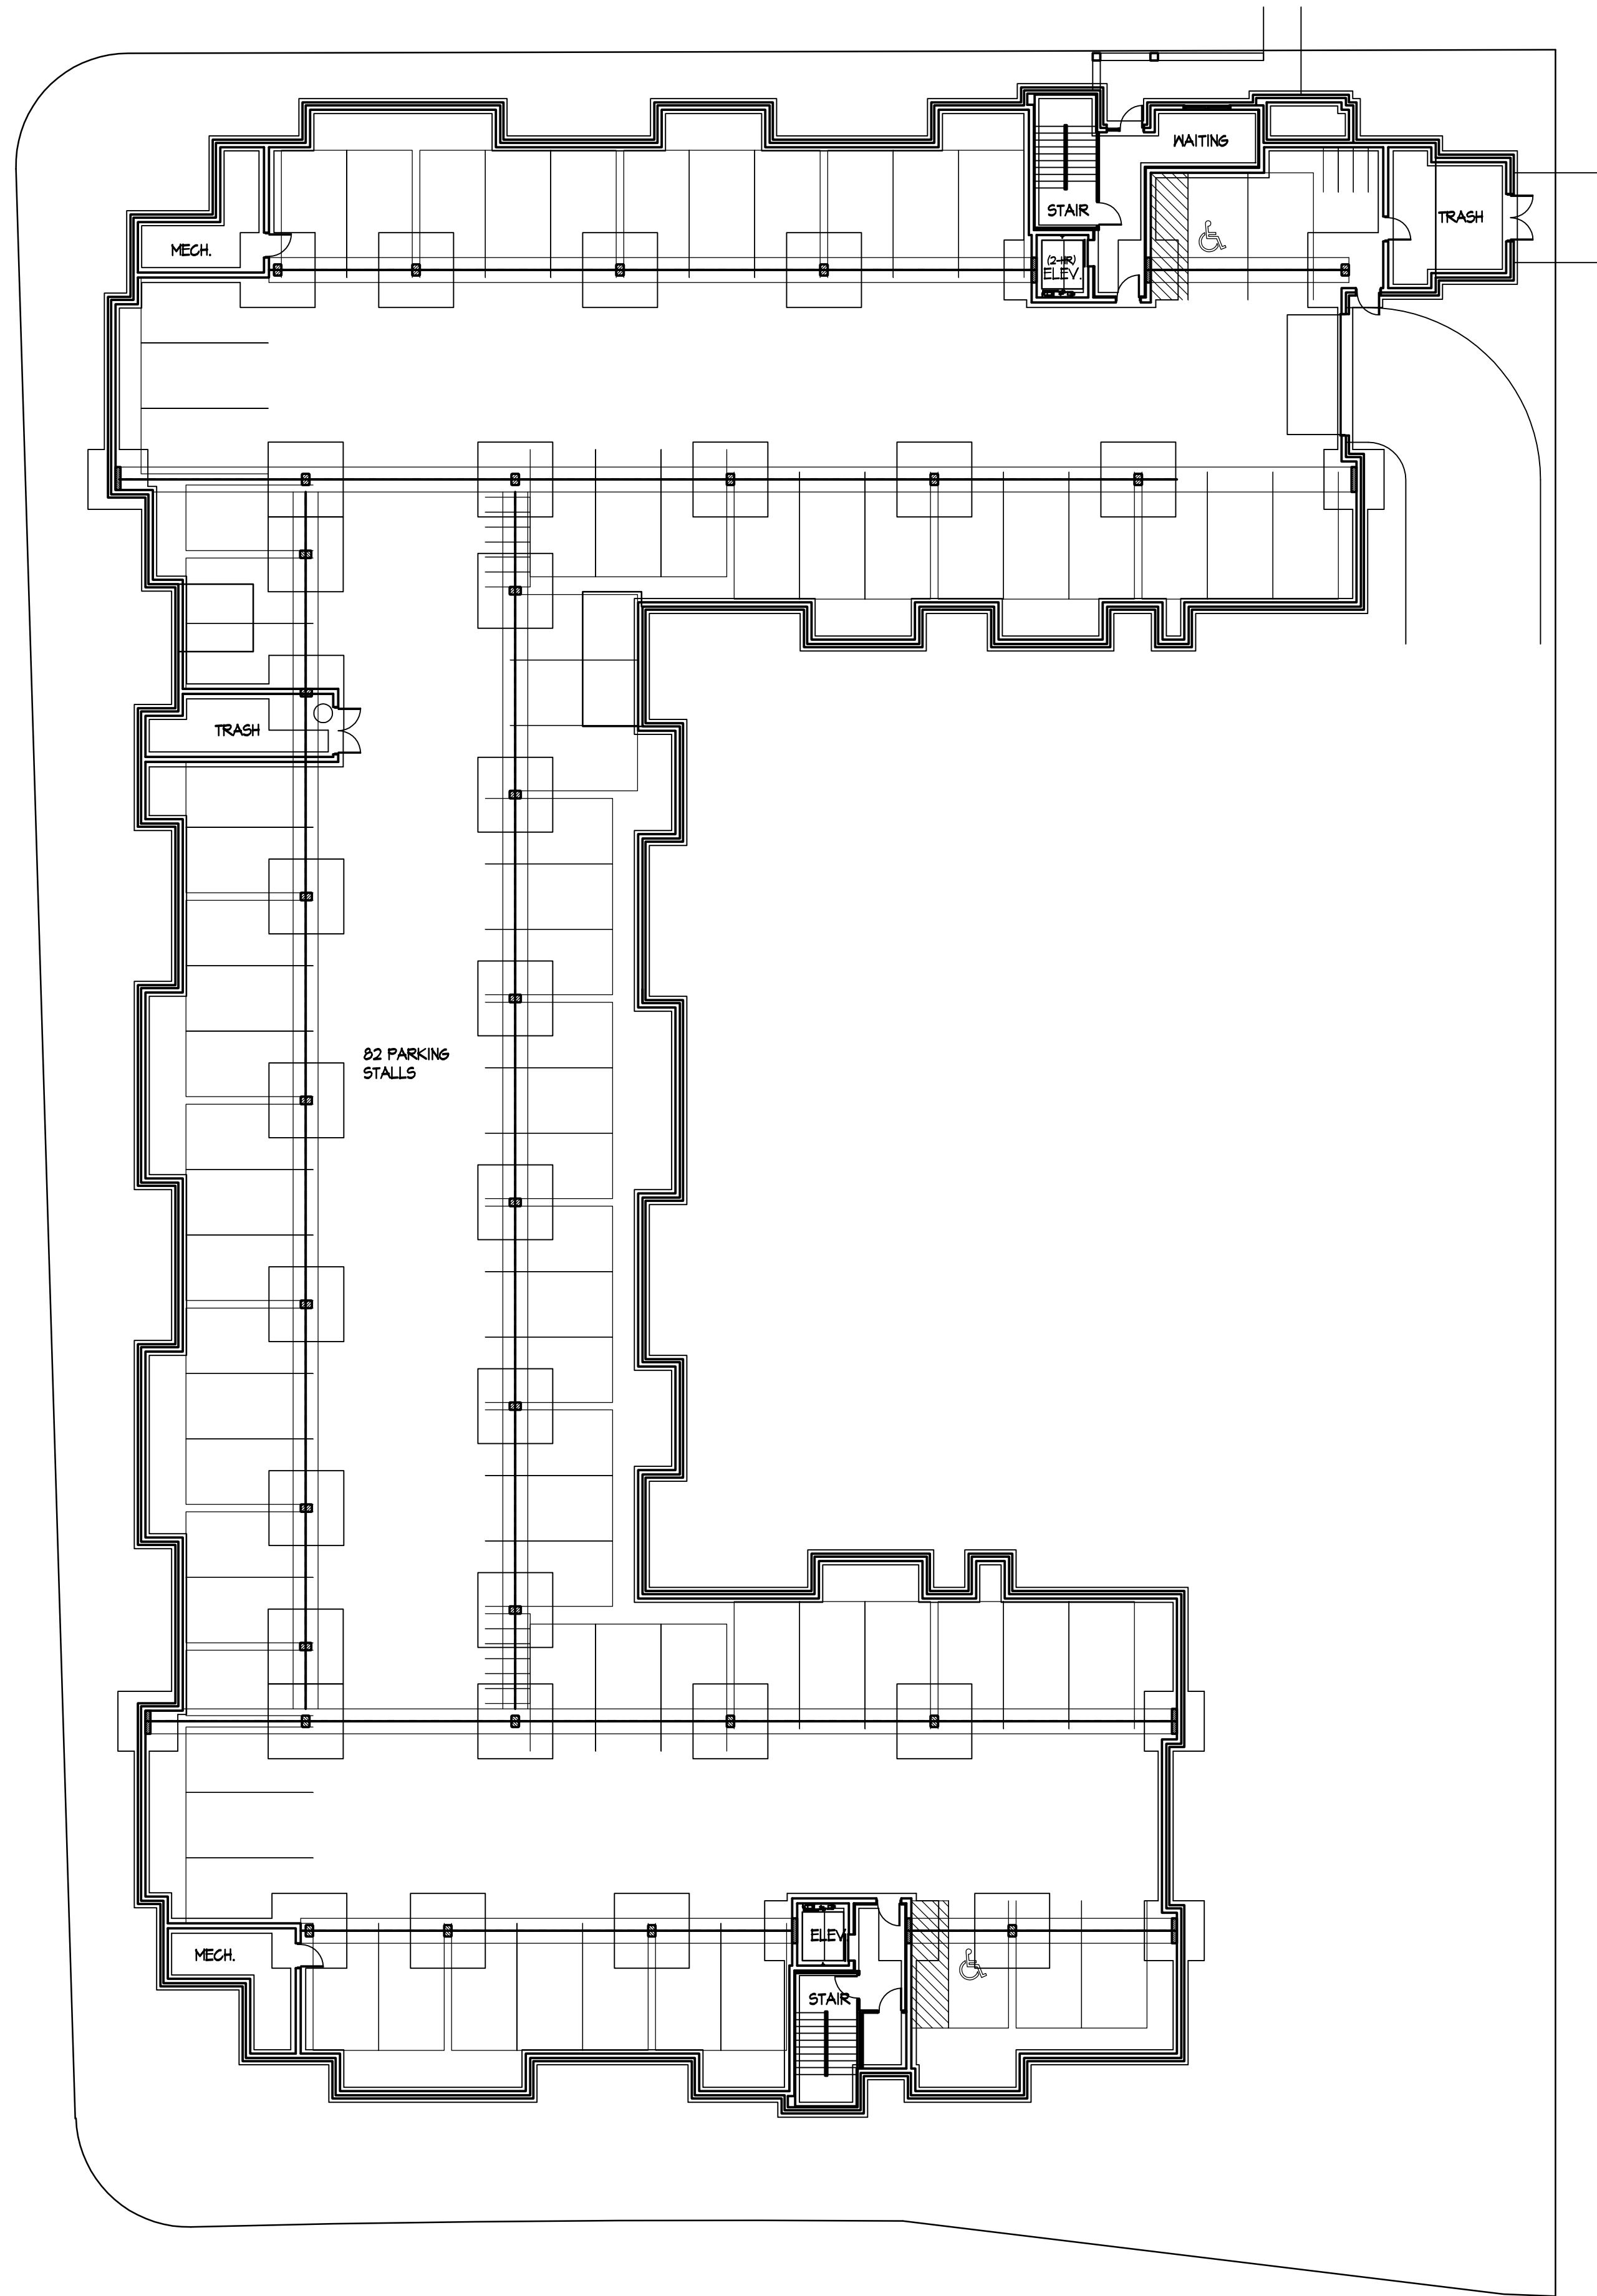 WAITING
STAIR
TRASH
MECH.
(2-HR)
ELEV.
TRASH
82 PARKING
STALLS
ELEV.
MECH.
STAIR